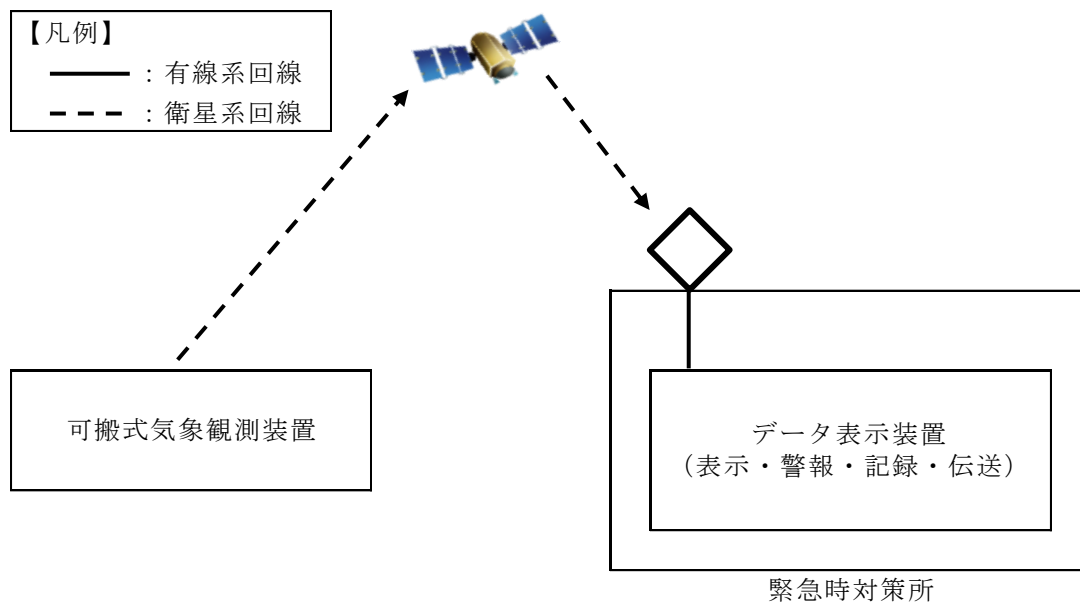 【凡例】
：有線系回線
：衛星系回線
可搬式気象観測装置
データ表示装置
（表示・警報・記録・伝送）
緊急時対策所